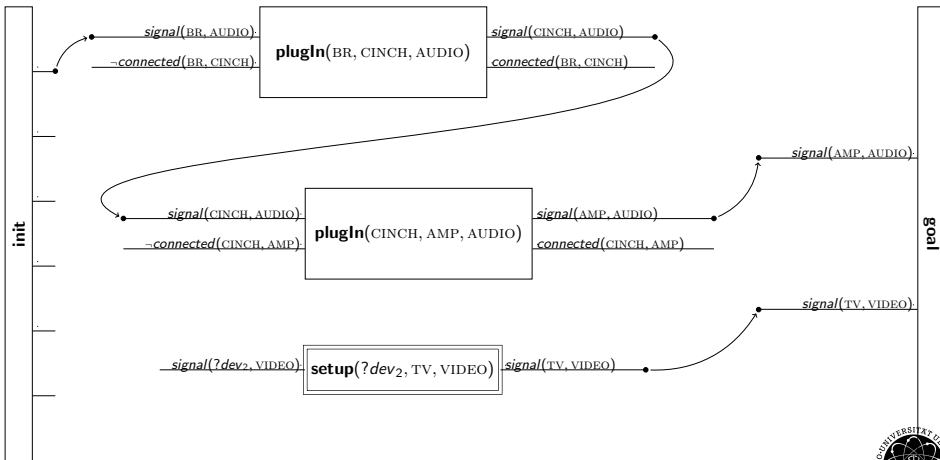 signal(BR, AUDIO)
¬connected(BR, CINCH)
plugIn(BR, CINCH, AUDIO)
signal(CINCH, AUDIO)
connected(BR, CINCH)
signal(AMP, AUDIO)
init
goal
signal(CINCH, AUDIO)
¬connected(CINCH, AMP)
plugIn(CINCH, AMP, AUDIO)
signal(AMP, AUDIO)
connected(CINCH, AMP)
signal(TV, VIDEO)
signal(?dev₂, VIDEO)
setup(?dev₂, TV, VIDEO)
signal(TV, VIDEO)